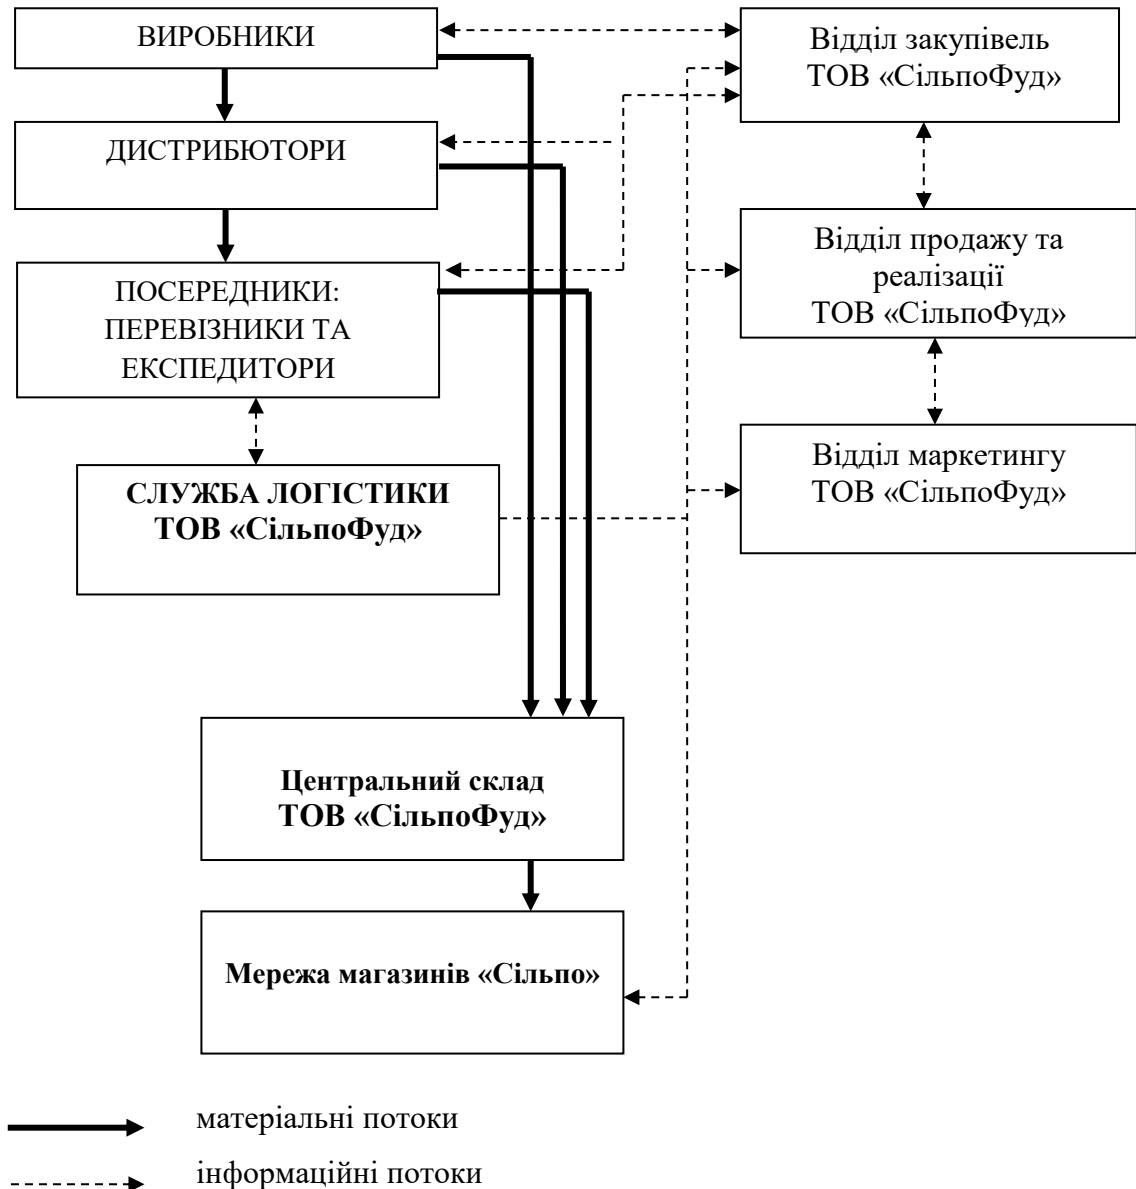 ВИРОБНИКИ
Відділ закупівель
ТОВ «СільпоФуд»
ДИСТРИБЮТОРИ
Відділ продажу та
реалізації
ТОВ «СільпоФуд»
ПОСЕРЕДНИКИ:
ПЕРЕВІЗНИКИ ТА
ЕКСПЕДИТОРИ
Відділ маркетингу
ТОВ «СільпоФуд»
СЛУЖБА ЛОГІСТИКИ
ТОВ «СільпоФуд»
Центральний склад
ТОВ «СільпоФуд»
Мережа магазинів «Сільпо»
матеріальні потоки
інформаційні потоки